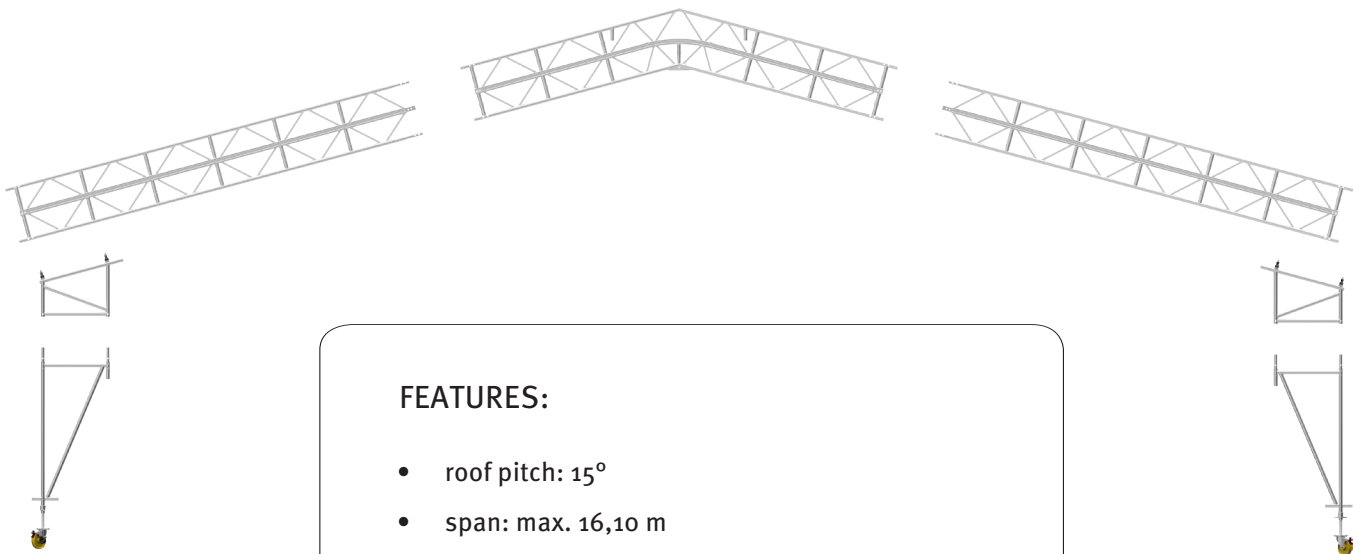 FEATURES:
• roof pitch: 15°
• span: max. 16,10 m